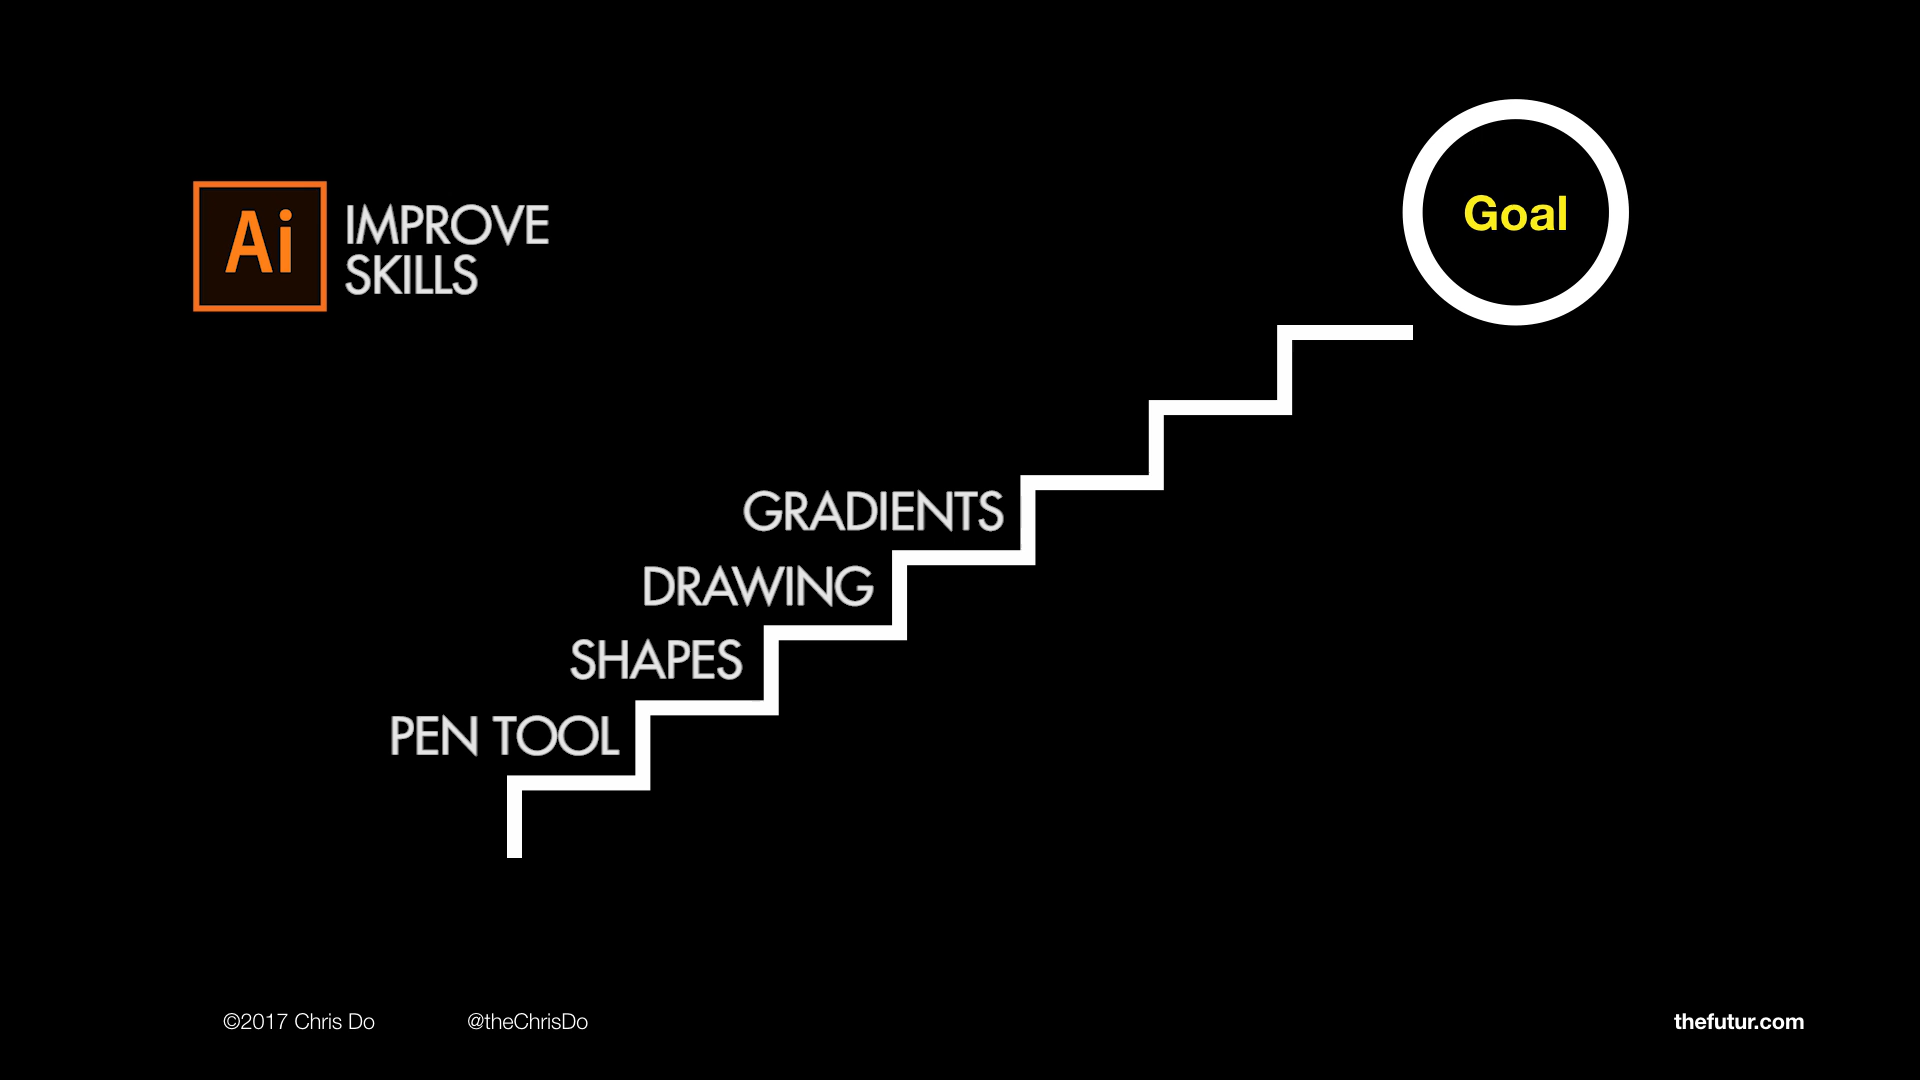 Ai
IMPROVE
SKILLS
Goal
GRADIENTS
DRAWING
SHAPES
PEN TOOL
©2017 Chris Do
@theChrisDo
thefutur.com